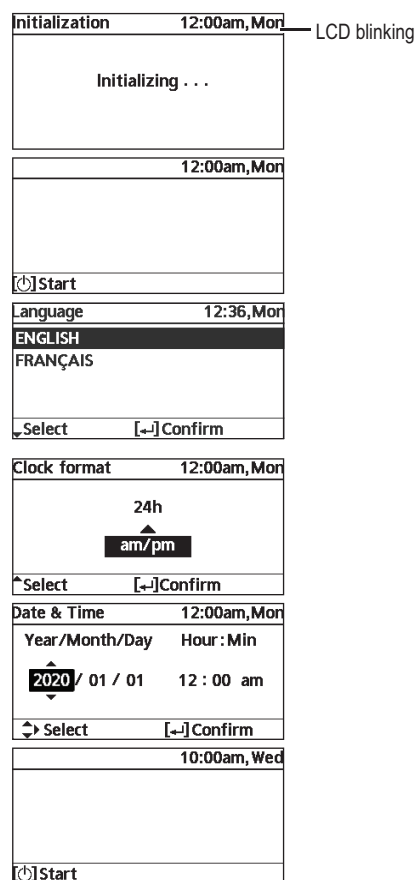 Initialization 12:00am,Mon
LCD blinking
Initializing . . .
12:00am,Mon
[⏻]Start
Language 12:36,Mon
ENGLISH
FRANÇAIS
Select [↵]Confirm
Clock format 12:00am,Mon
24h
am/pm
Select [↵]Confirm
Date & Time 12:00am,Mon
Year/Month/Day Hour:Min
2020 / 01 / 01 12 : 00 am
Select [↵]Confirm
10:00am,Wed
[⏻]Start